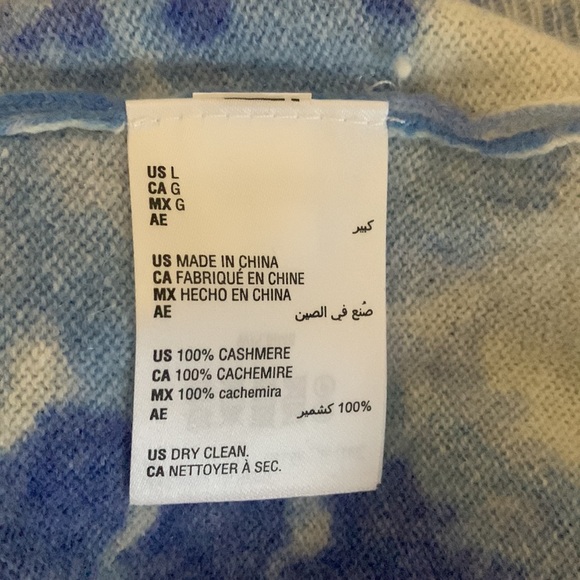 US L
CA G
MX G
AE كبير
US MADE IN CHINA
CA FABRIQUÉ EN CHINE
MX HECHO EN CHINA
AE صُنع في الصين
US 100% CASHMERE
CA 100% CACHEMIRE
MX 100% cachemira
AE 100% كشمير
US DRY CLEAN.
CA NETTOYER À SEC.